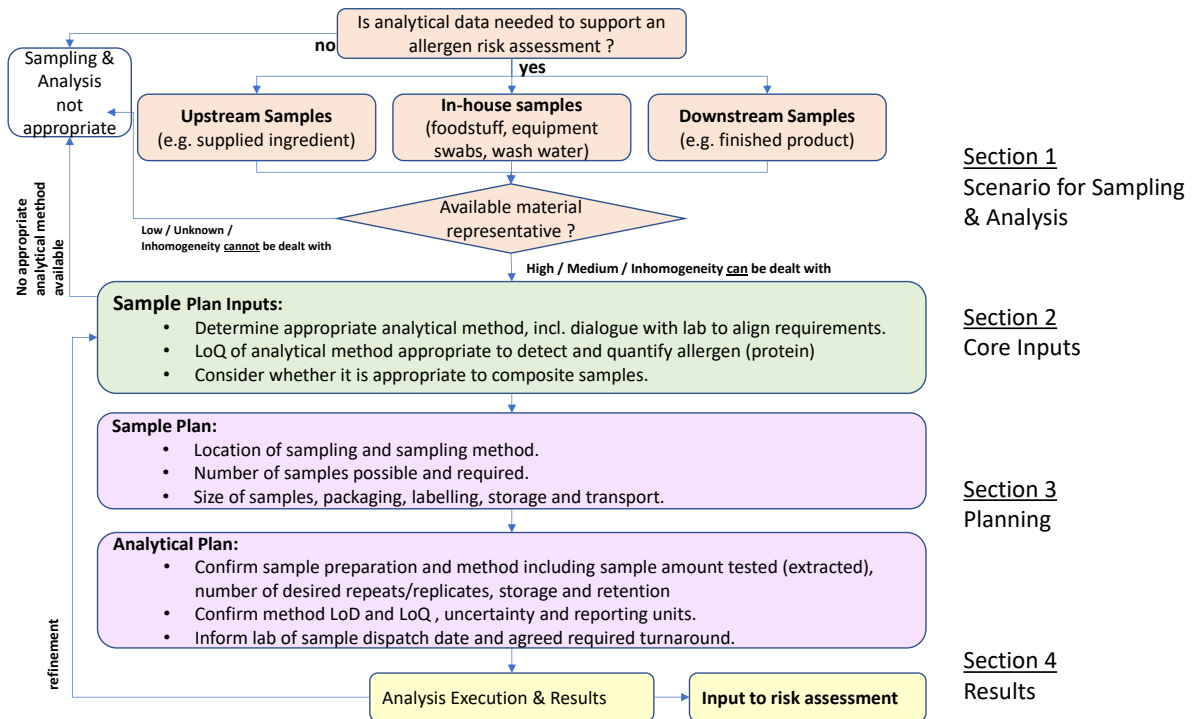 Is analytical data needed to support an
allergen risk assessment ?
no
yes
Sampling &
Analysis
not
appropriate
Upstream Samples
(e.g. supplied ingredient)
In-house samples
(foodstuff, equipment
swabs, wash water)
Downstream Samples
(e.g. finished product)
Section 1
Scenario for Sampling
& Analysis
Available material
representative ?
Low / Unknown /
Inhomogeneity cannot be dealt with
High / Medium / Inhomogeneity can be dealt with
No appropriate
analytical method
available
Sample Plan Inputs:
• Determine appropriate analytical method, incl. dialogue with lab to align requirements.
• LoQ of analytical method appropriate to detect and quantify allergen (protein)
• Consider whether it is appropriate to composite samples.
Section 2
Core Inputs
Sample Plan:
• Location of sampling and sampling method.
• Number of samples possible and required.
• Size of samples, packaging, labelling, storage and transport.
Section 3
Planning
Analytical Plan:
• Confirm sample preparation and method including sample amount tested (extracted),
number of desired repeats/replicates, storage and retention
• Confirm method LoD and LoQ , uncertainty and reporting units.
• Inform lab of sample dispatch date and agreed required turnaround.
refinement
Section 4
Results
Analysis Execution & Results
Input to risk assessment